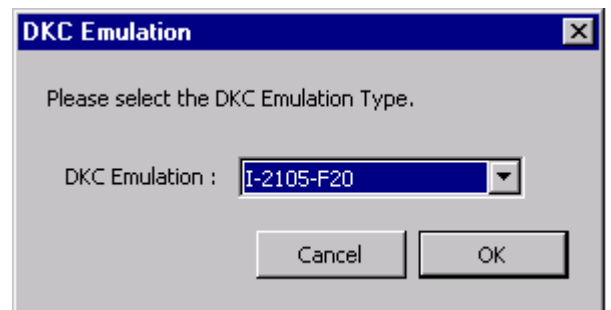 DKC Emulation
Please select the DKC Emulation Type.
DKC Emulation : I-2105-F20
Cancel OK